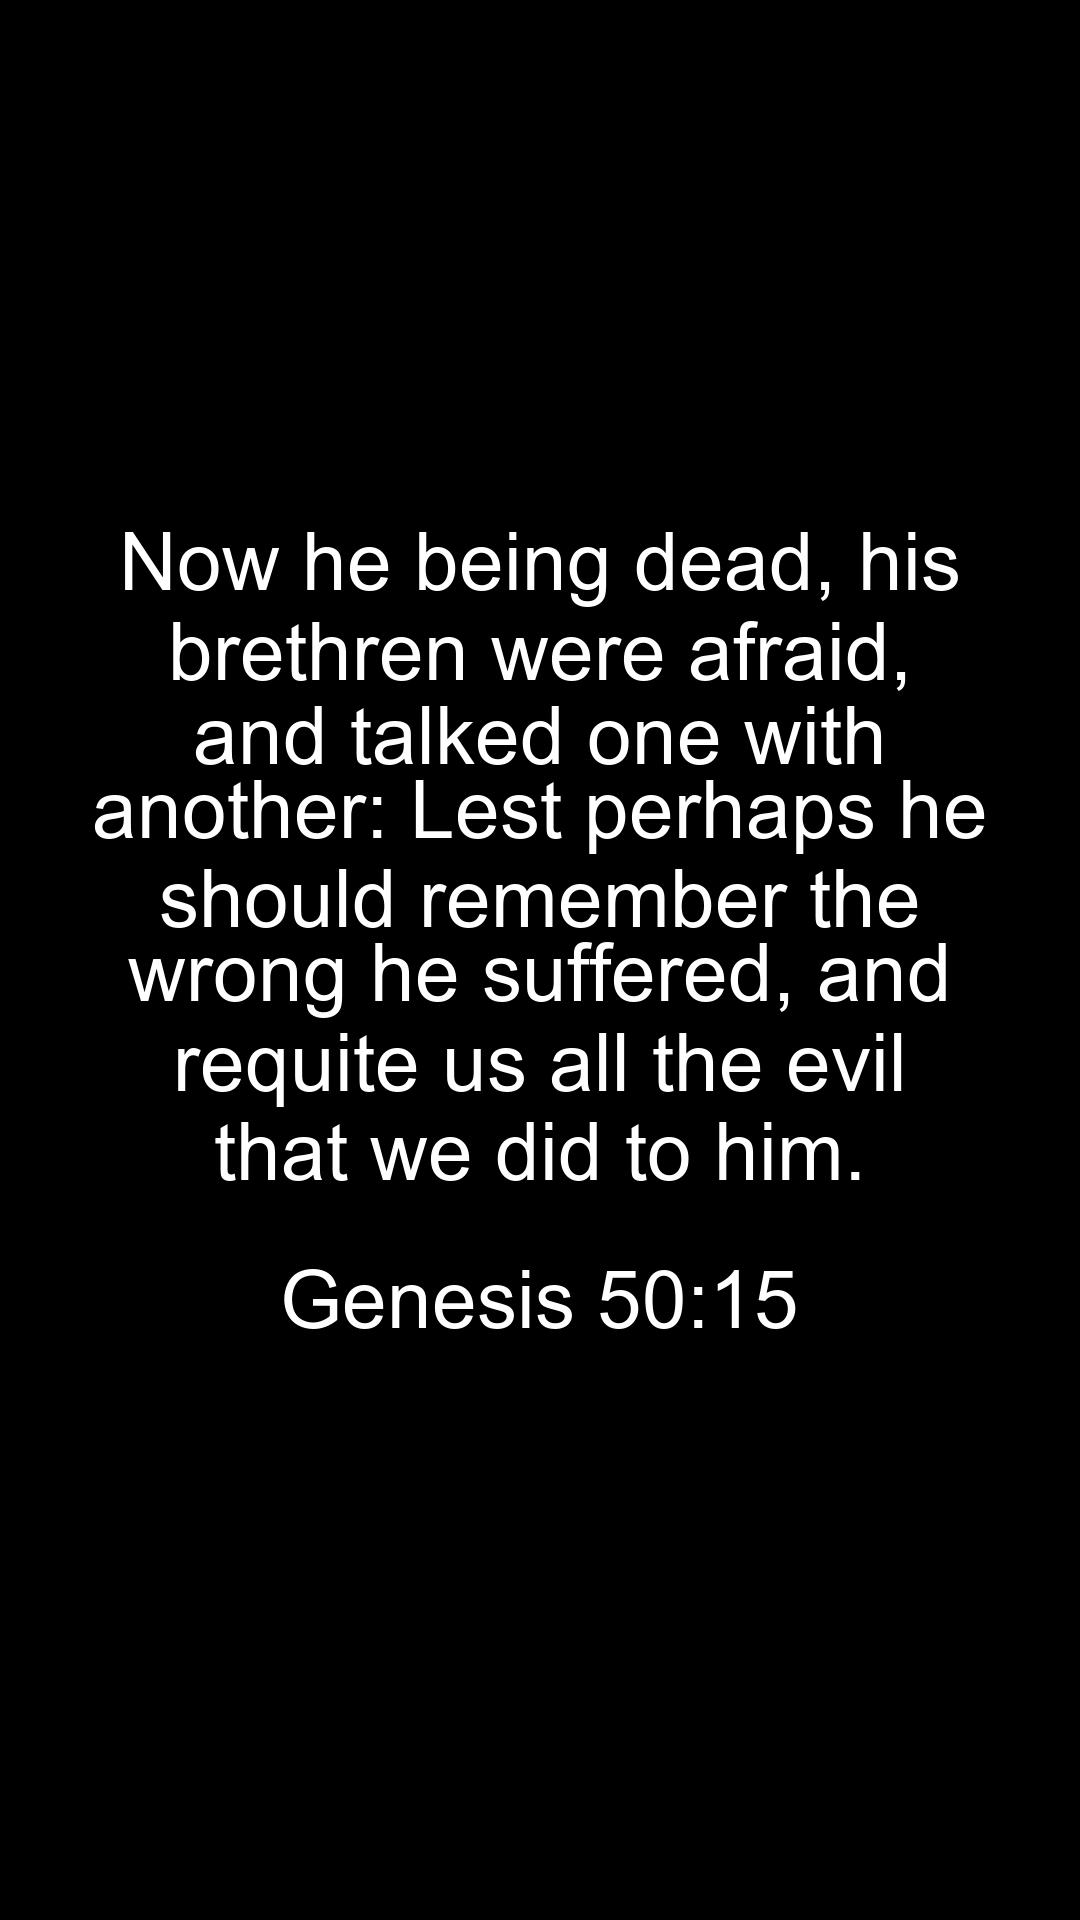 Now he being dead, his
brethren were afraid,
and talked one with
another: Lest perhaps he
should remember the
wrong he suffered, and
requite us all the evil
that we did to him.
Genesis 50:15